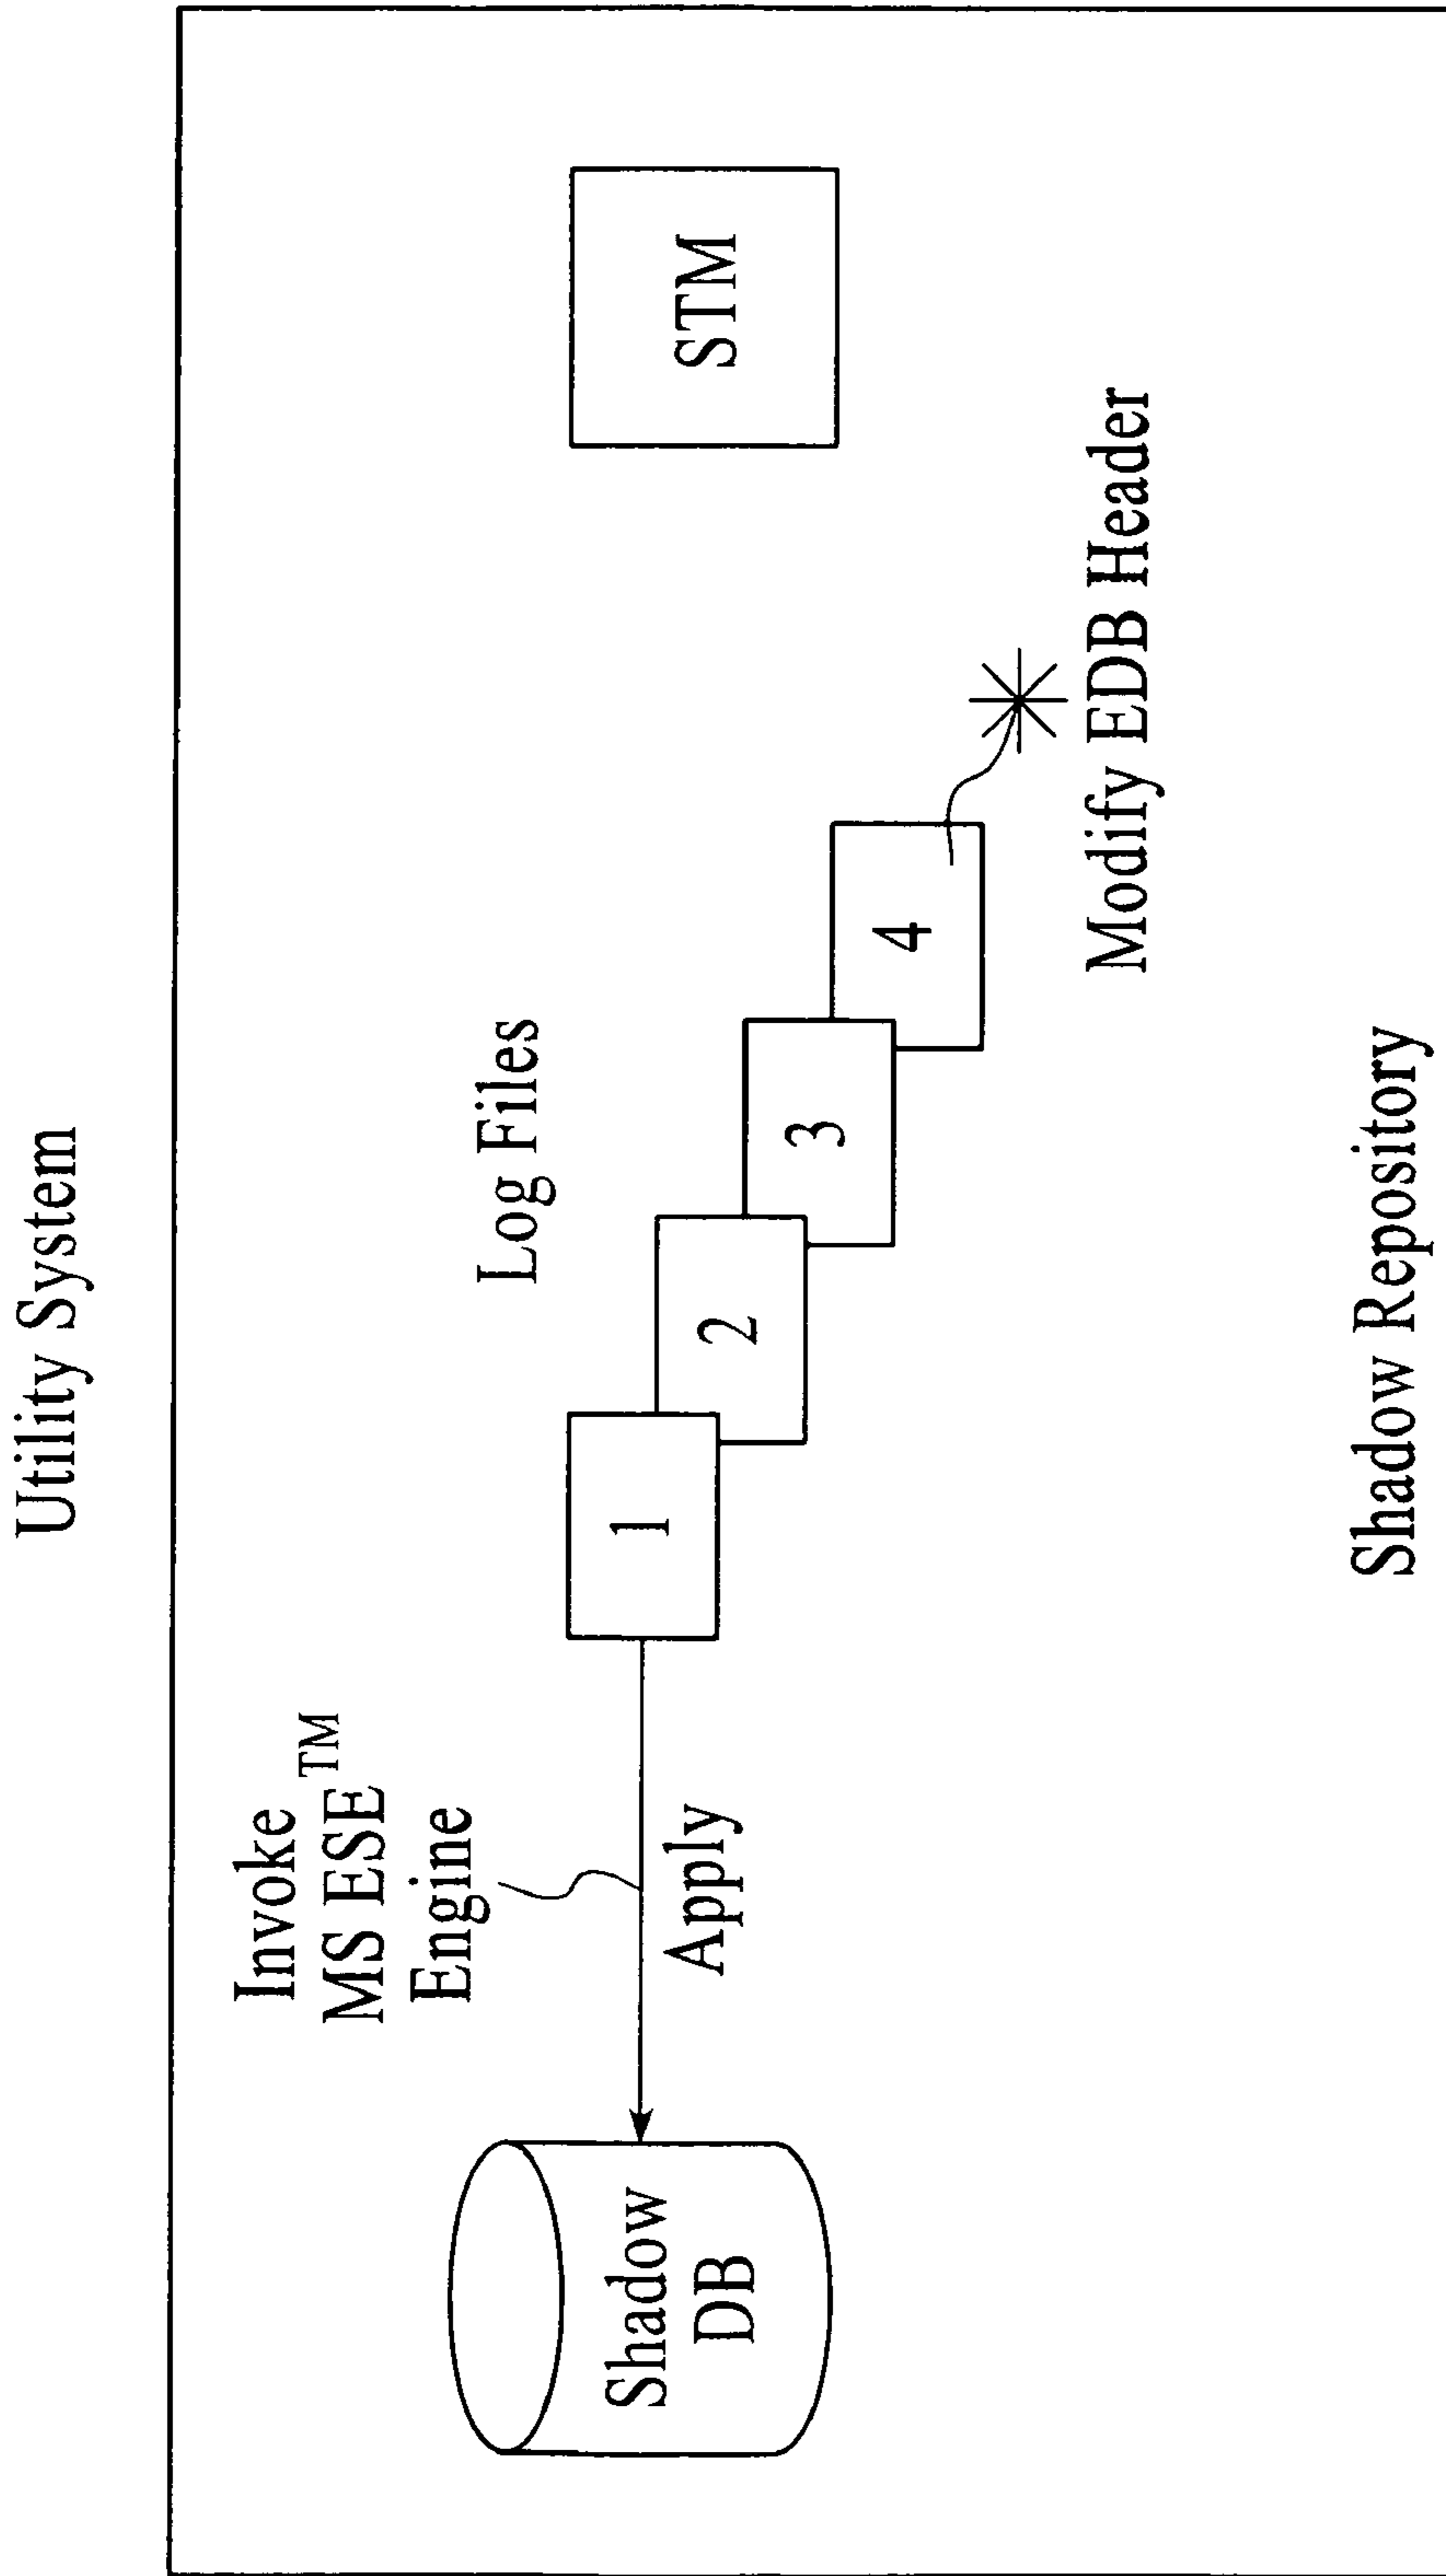 Utility System
Invoke
MS ESE™
Engine
Apply
Shadow
DB
Log Files
1
2
3
4
STM
Modify EDB Header
Shadow Repository